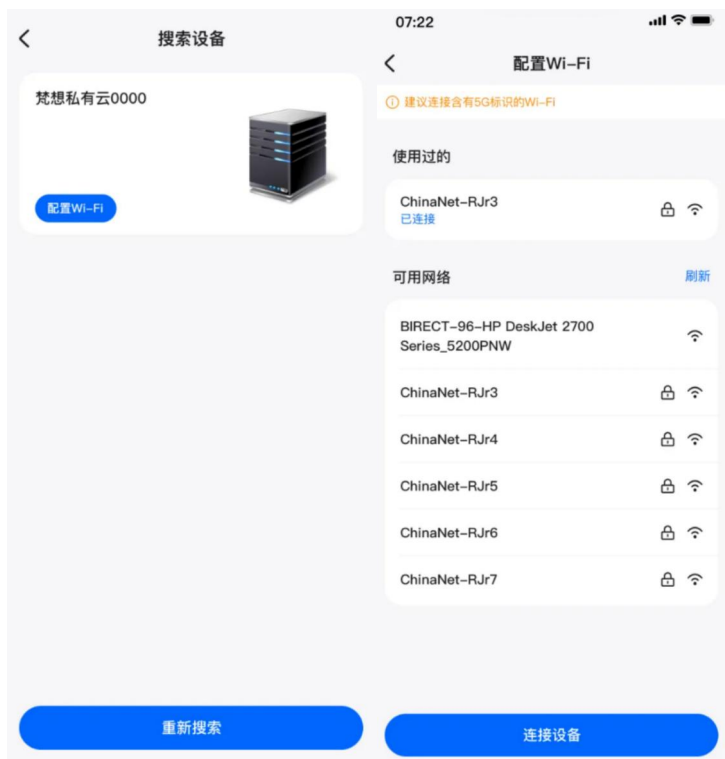 搜索设备
梵想私有云0000
配置Wi-Fi
重新搜索
07:22
配置Wi-Fi
建议连接含有5G标识的Wi-Fi
使用过的
ChinaNet-RJr3
已连接
可用网络
刷新
BIRECT-96-HP DeskJet 2700
Series_5200PNW
ChinaNet-RJr3
ChinaNet-RJr4
ChinaNet-RJr5
ChinaNet-RJr6
ChinaNet-RJr7
连接设备